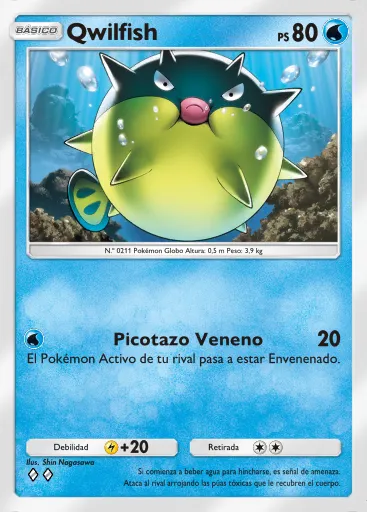 BÁSICO Qwilfish PS 80
N.º 0211 Pokémon Globo Altura: 0,5 m Peso: 3,9 kg
Picotazo Veneno 20
El Pokémon Activo de tu rival pasa a estar Envenenado.
Debilidad +20 Retirada
Ilus. Shin Nagasawa
Si comienza a beber agua para hincharse, es señal de amenaza.
Ataca al rival arrojando las púas tóxicas que le recubren el cuerpo.